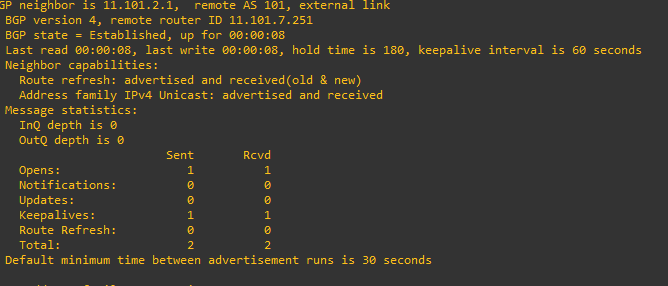 GP neighbor is 11.101.2.1,  remote AS 101, external link
 BGP version 4, remote router ID 11.101.7.251
 BGP state = Established, up for 00:00:08
 Last read 00:00:08, last write 00:00:08, hold time is 180, keepalive interval is 60 seconds
 Neighbor capabilities:
   Route refresh: advertised and received(old & new)
   Address family IPv4 Unicast: advertised and received
 Message statistics:
   InQ depth is 0
   OutQ depth is 0
                        Sent       Rcvd
   Opens:                  1          1
   Notifications:          0          0
   Updates:                0          0
   Keepalives:             1          1
   Route Refresh:          0          0
   Total:                  2          2
 Default minimum time between advertisement runs is 30 seconds